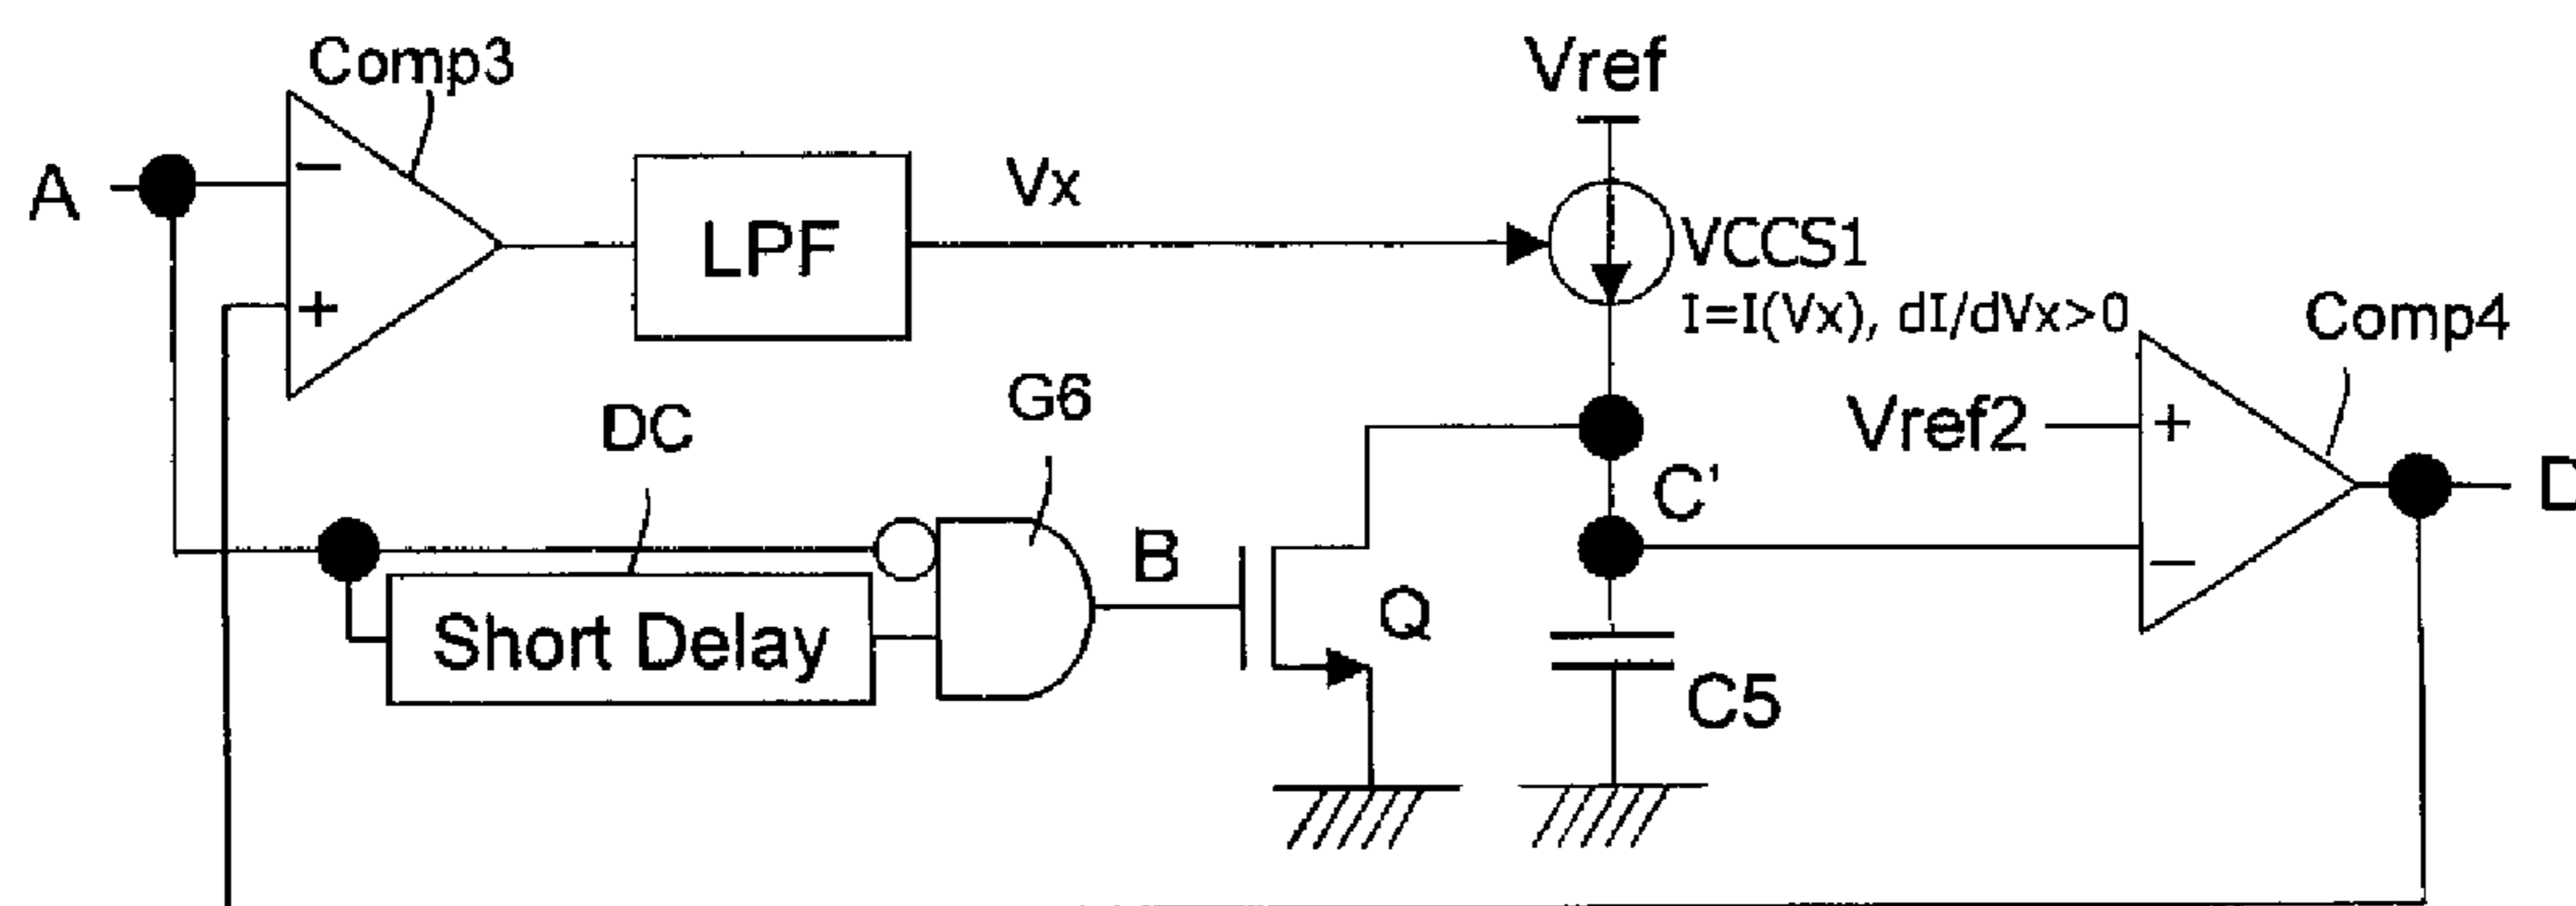 Comp3
Vref
A
−
+
LPF
Vx
VCCS1
I=I(Vx), dI/dVx>0
Comp4
DC
G6
Vref2
+
−
C'
D
Short Delay
B
Q
C5